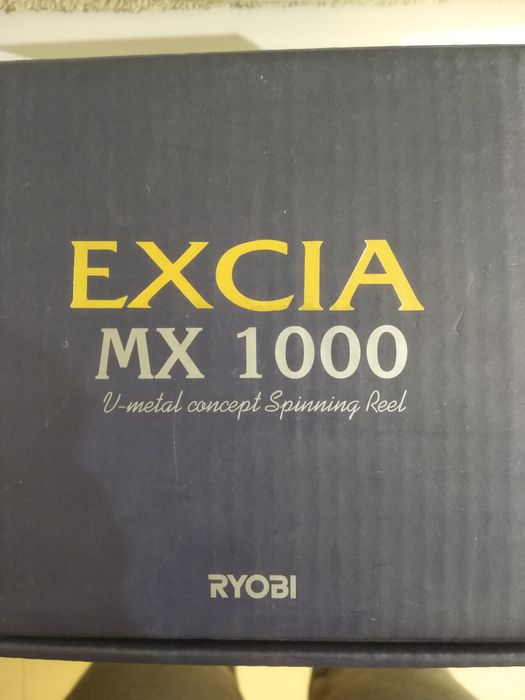 EXCIA
MX 1000
V-metal concept Spinning Reel
RYOBI